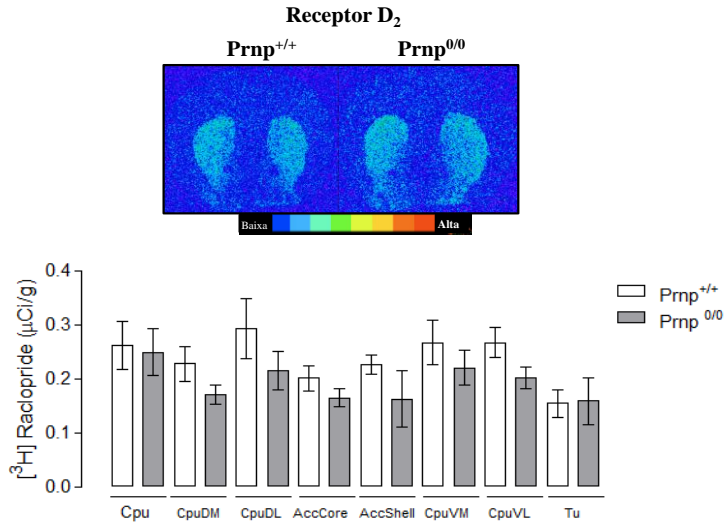 Receptor D₂
Prnp⁺/⁺ Prnp⁰/⁰
Baixa Alta
[³H] Raclopride (µCi/g)
0.4
0.3
0.2
0.1
0.0
Prnp⁺/⁺
Prnp ⁰/⁰
Cpu CpuDM CpuDL AccCore AccShell CpuVM CpuVL Tu